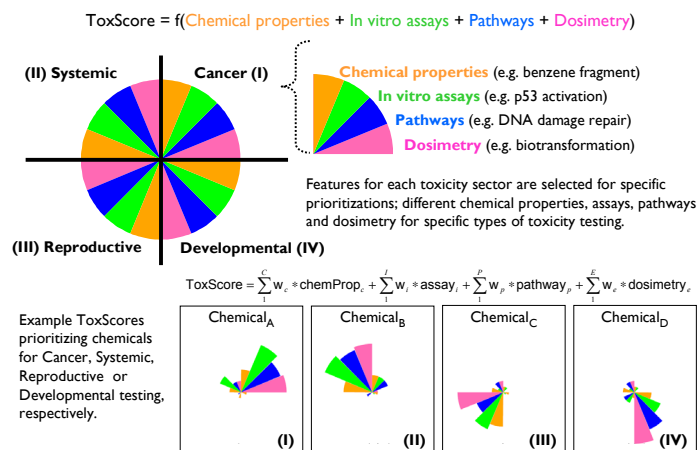 ToxScore = f(Chemical properties + In vitro assays + Pathways + Dosimetry)
(II) Systemic
Cancer (I)
Chemical properties (e.g. benzene fragment)
In vitro assays (e.g. p53 activation)
Pathways (e.g. DNA damage repair)
Dosimetry (e.g. biotransformation)
Features for each toxicity sector are selected for specific
prioritizations; different chemical properties, assays, pathways
and dosimetry for specific types of toxicity testing.
(III) Reproductive
Developmental (IV)
ToxScore = ∑₁ᶜ w_c * chemProp_c + ∑₁ᴵ w_i * assay_i + ∑₁ᴾ w_p * pathway_p + ∑₁ᴱ w_e * dosimetry_e
Example ToxScores
prioritizing chemicals
for Cancer, Systemic,
Reproductive or
Developmental testing,
respectively.
Chemical_A
(I)
Chemical_B
(II)
Chemical_C
(III)
Chemical_D
(IV)